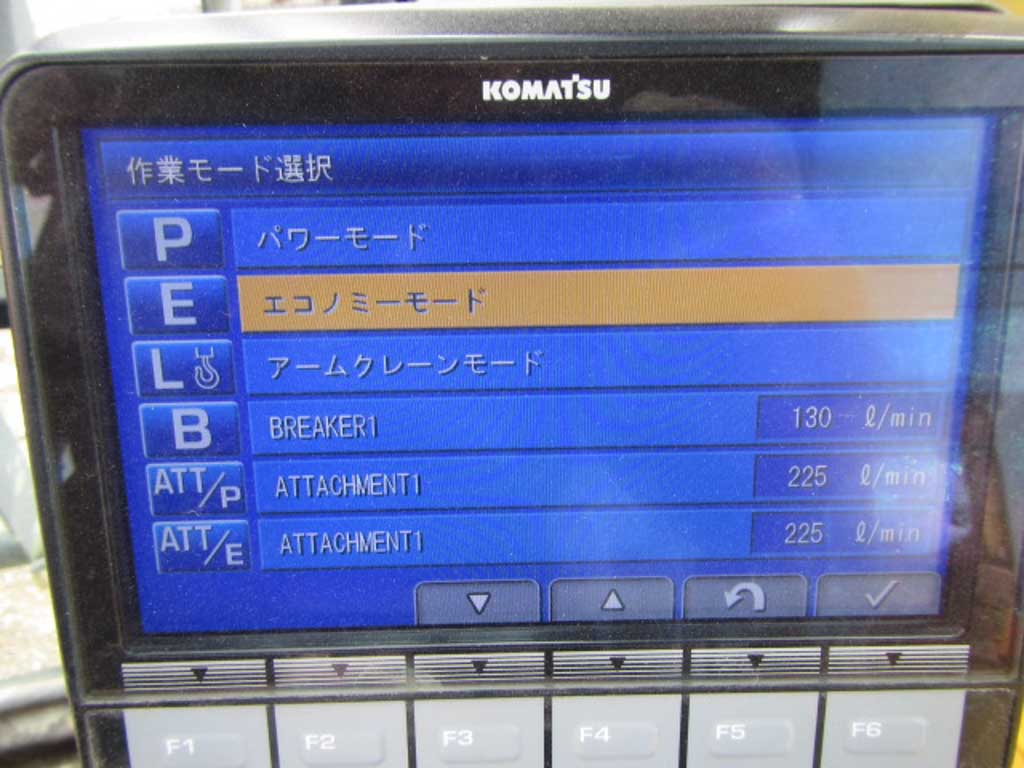 KOMATSU
作業モード選択
P パワーモード
E エコノミーモード
L アームクレーンモード
B BREAKER1 130 ℓ/min
ATT/P ATTACHMENT1 225 ℓ/min
ATT/E ATTACHMENT1 225 ℓ/min
F1 F2 F3 F4 F5 F6